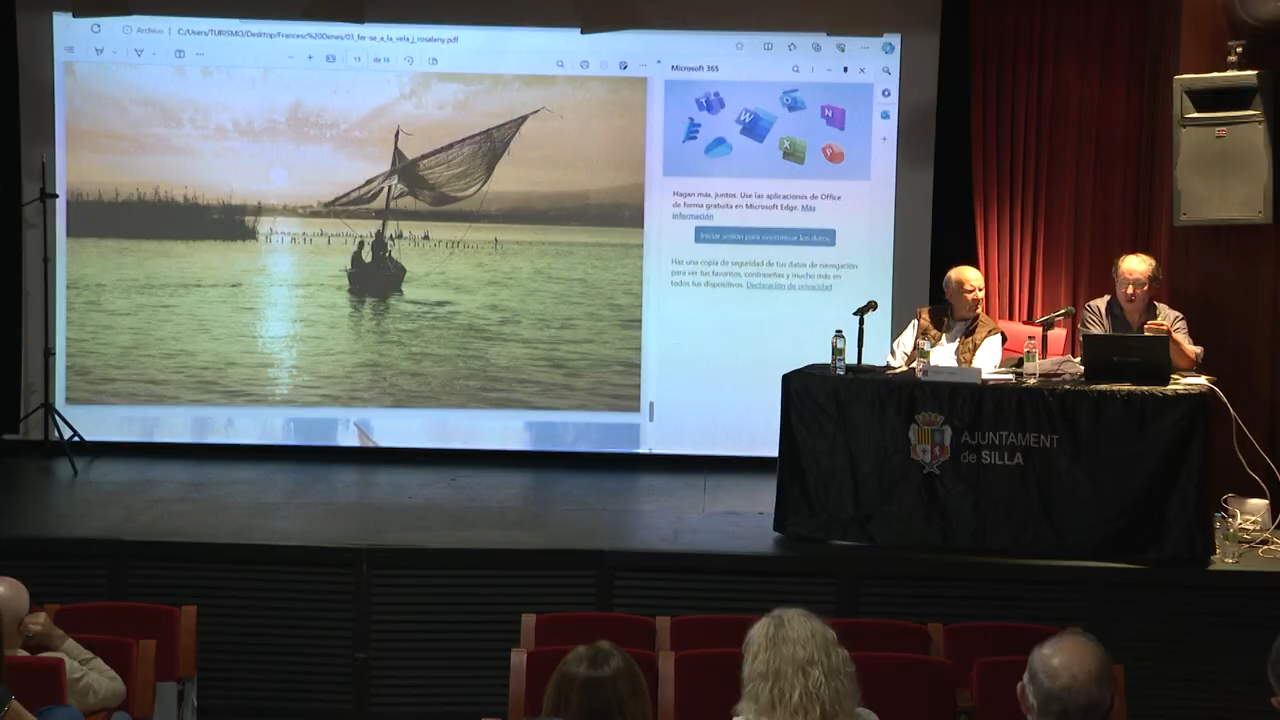 Archivo | C:/Users/TURISMO/Desktop/Francesc%20Denes/03_fer-se_a_la_vela_j_rosaleny.pdf
13 de 16
Microsoft 365
T
W
O
N
X
P
Hagan más, juntos. Use las aplicaciones de Office
de forma gratuita en Microsoft Edge. Más
información
Iniciar sesión para sincronizar los datos
Haz una copia de seguridad de tus datos de navegación
para ver tus favoritos, contraseñas y mucho más en
todos tus dispositivos. Declaración de privacidad
AJUNTAMENT
de SILLA